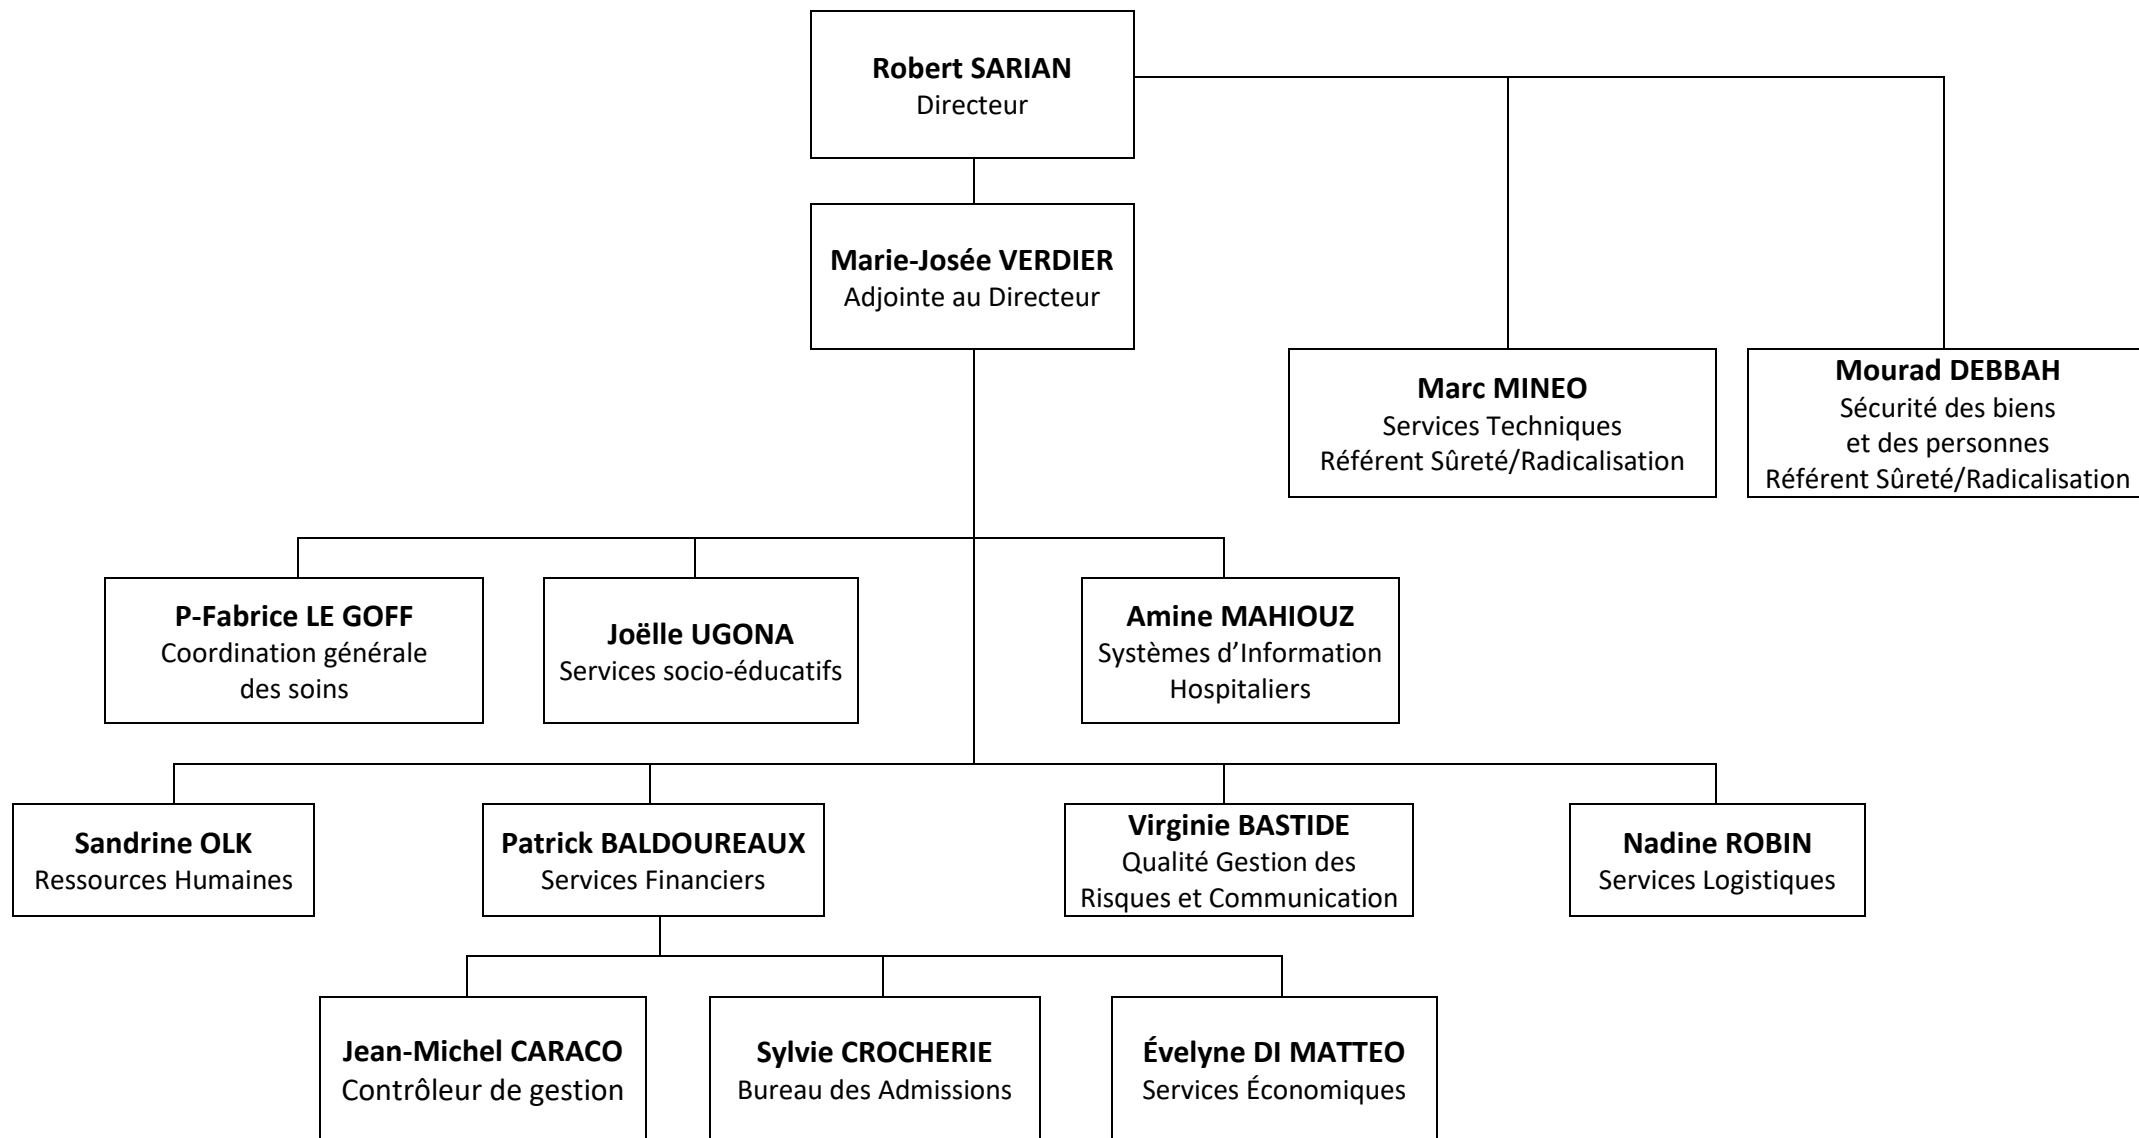 Robert SARIAN
Directeur
Marie-Josée VERDIER
Adjointe au Directeur
Marc MINEO
Services Techniques
Référent Sûreté/Radicalisation
Mourad DEBBAH
Sécurité des biens
et des personnes
Référent Sûreté/Radicalisation
P-Fabrice LE GOFF
Coordination générale
des soins
Joëlle UGONA
Services socio-éducatifs
Amine MAHIOUZ
Systèmes d’Information
Hospitaliers
Sandrine OLK
Ressources Humaines
Patrick BALDOUREAUX
Services Financiers
Virginie BASTIDE
Qualité Gestion des
Risques et Communication
Nadine ROBIN
Services Logistiques
Jean-Michel CARACO
Contrôleur de gestion
Sylvie CROCHERIE
Bureau des Admissions
Évelyne DI MATTEO
Services Économiques